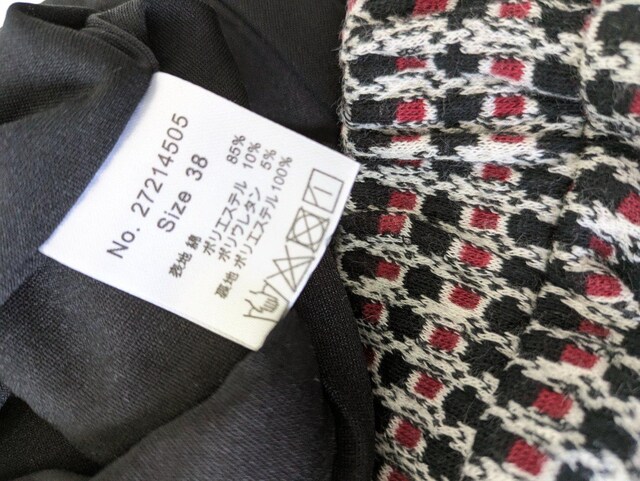 No. 27214505
Size 38
表地 綿 85%
ポリエステル 10%
ポリウレタン 5%
裏地 ポリエステル 100%